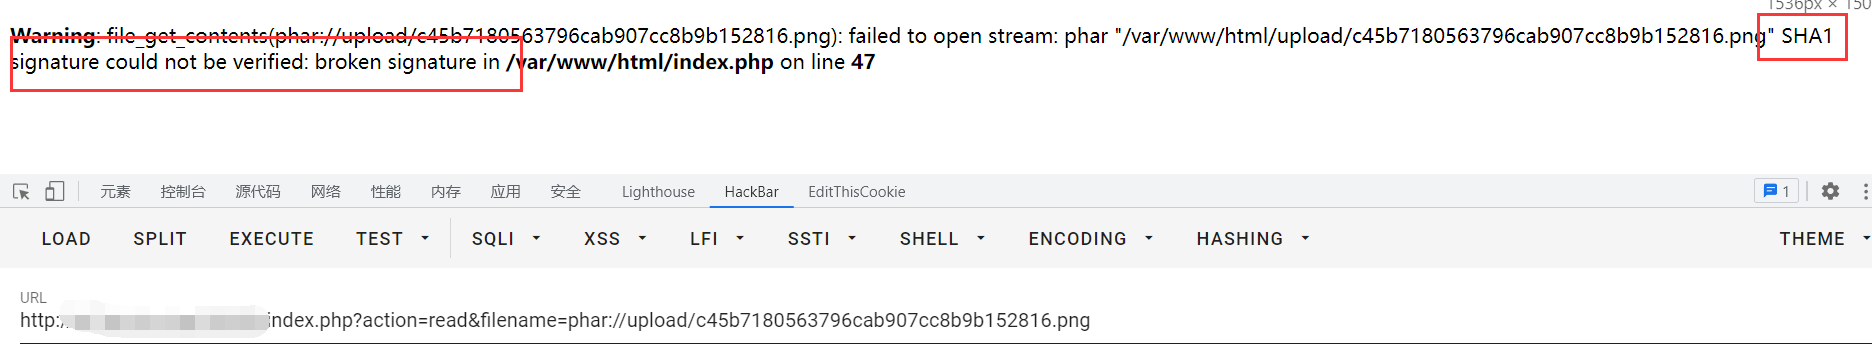 1536px × 150
Warning: file_get_contents(phar://upload/c45b7180563796cab907cc8b9b152816.png): failed to open stream: phar "/var/www/html/upload/c45b7180563796cab907cc8b9b152816.png" SHA1
signature could not be verified: broken signature in /var/www/html/index.php on line 47
元素 控制台 源代码 网络 性能 内存 应用 安全 Lighthouse HackBar EditThisCookie 1
LOAD SPLIT EXECUTE TEST SQLI XSS LFI SSTI SHELL ENCODING HASHING THEME
URL
http:/ index.php?action=read&filename=phar://upload/c45b7180563796cab907cc8b9b152816.png